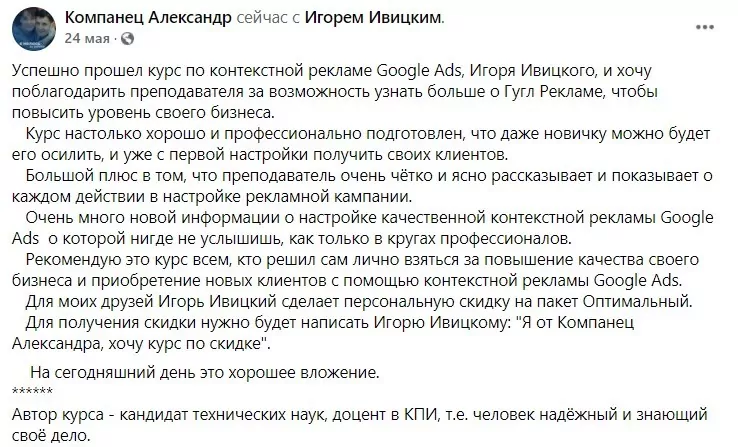 Компанец Александр сейчас с Игорем Ивицким.
24 мая ·
Успешно прошел курс по контекстной рекламе Google Ads, Игоря Ивицкого, и хочу
поблагодарить преподавателя за возможность узнать больше о Гугл Рекламе, чтобы
повысить уровень своего бизнеса.
Курс настолько хорошо и профессионально подготовлен, что даже новичку можно будет
его осилить, и уже с первой настройки получить своих клиентов.
Большой плюс в том, что преподаватель очень чётко и ясно рассказывает и показывает о
каждом действии в настройке рекламной кампании.
Очень много новой информации о настройке качественной контекстной рекламы Google
Ads о которой нигде не услышишь, как только в кругах профессионалов.
Рекомендую это курс всем, кто решил сам лично взяться за повышение качества своего
бизнеса и приобретение новых клиентов с помощью контекстной рекламы Google Ads.
Для моих друзей Игорь Ивицкий сделает персональную скидку на пакет Оптимальный.
Для получения скидки нужно будет написать Игорю Ивицкому: "Я от Компанец
Александра, хочу курс по скидке".
На сегодняшний день это хорошее вложение.
******
Автор курса - кандидат технических наук, доцент в КПИ, т.е. человек надёжный и знающий
своё дело.